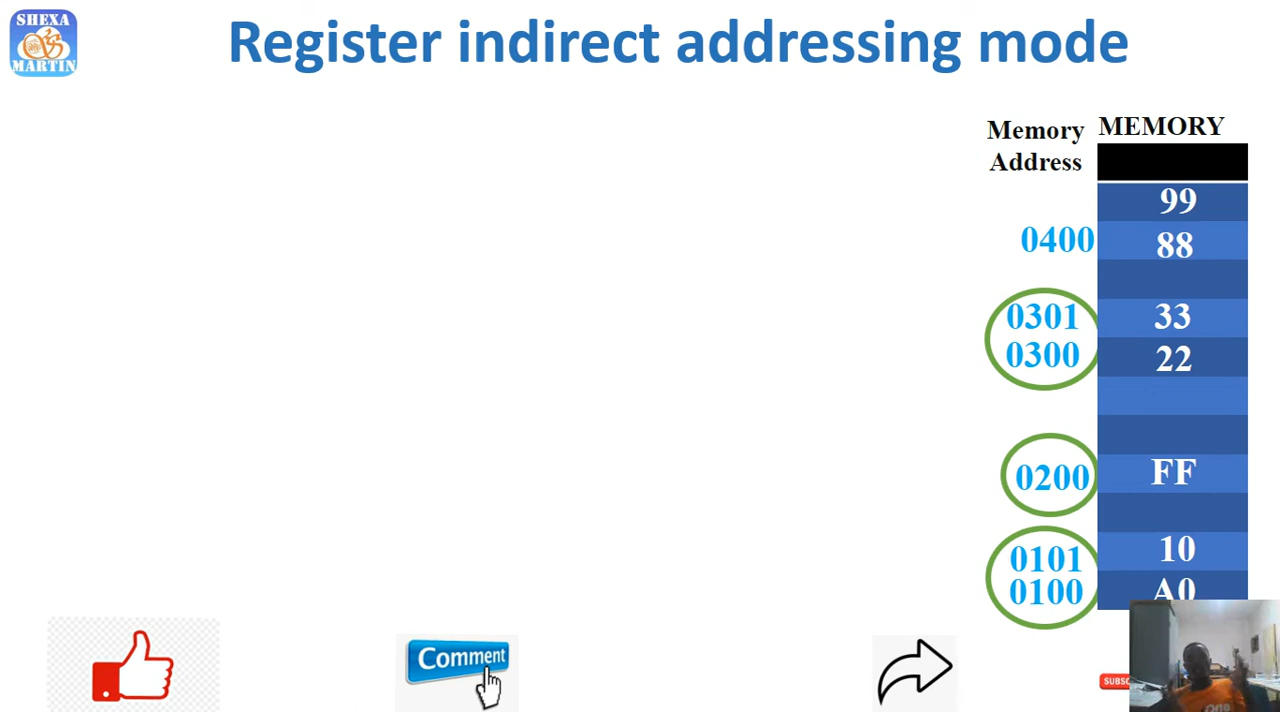 SHEXA
MARTIN
Register indirect addressing mode
Memory
Address
MEMORY
99
0400 88
0301 33
0300 22
0200 FF
0101 10
0100 A0
Comment